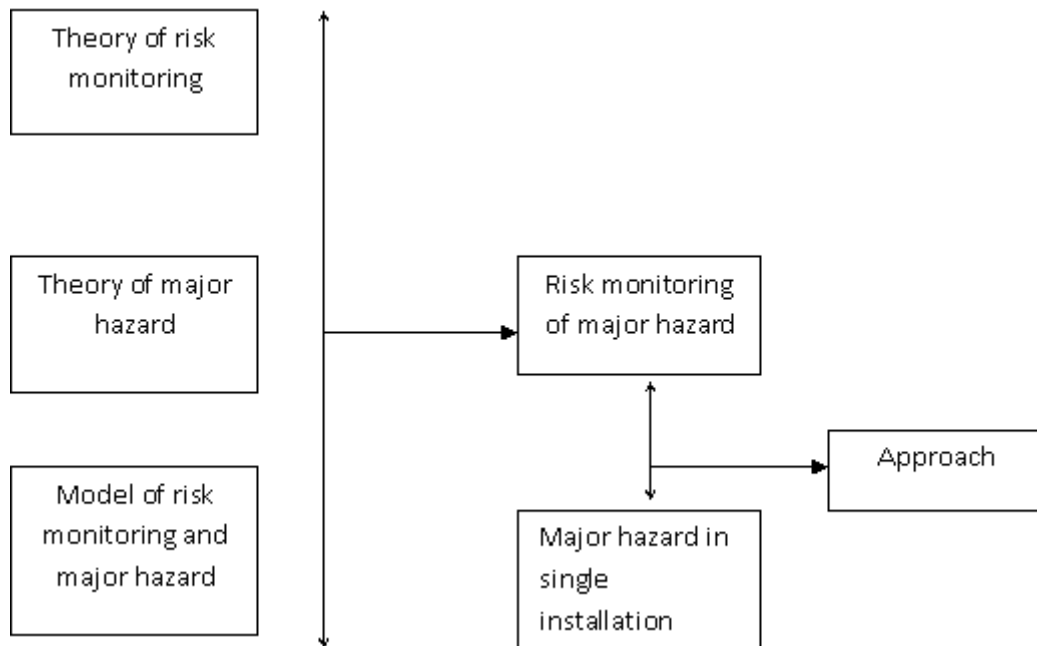 Theory of risk
monitoring
Theory of major
hazard
Model of risk
monitoring and
major hazard
Risk monitoring
of major hazard
Major hazard in
single
installation
Approach